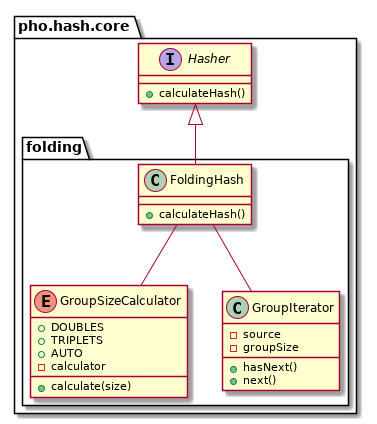 pho.hash.core
I Hasher
calculateHash()
folding
C FoldingHash
calculateHash()
E GroupSizeCalculator
DOUBLES
TRIPLETS
AUTO
calculator
calculate(size)
C GroupIterator
source
groupSize
hasNext()
next()